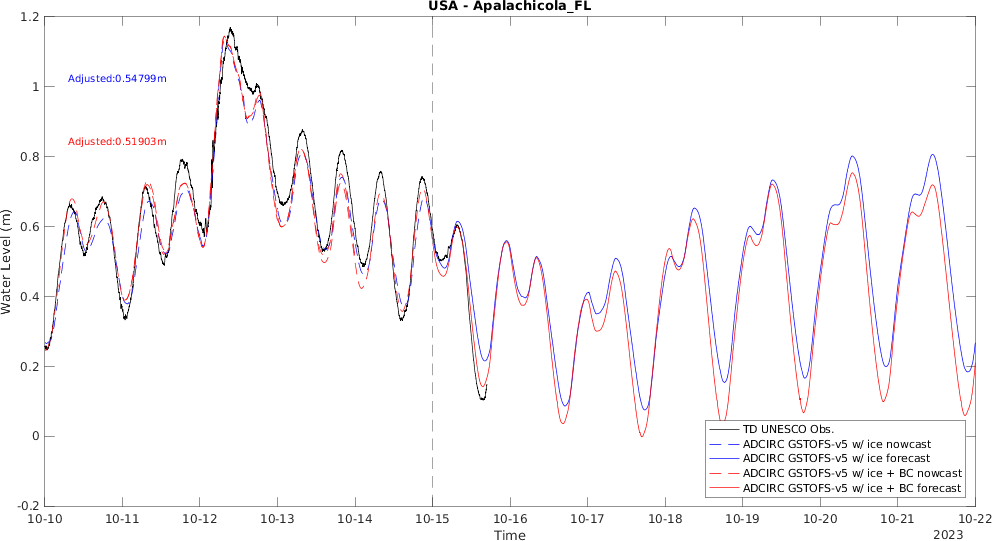 USA - Apalachicola_FL
1.2
1
0.8
0.6
0.4
0.2
0
-0.2
Water Level (m)
Adjusted:0.54799m
Adjusted:0.51903m
TD UNESCO Obs.
ADCIRC GSTOFS-v5 w/ ice nowcast
ADCIRC GSTOFS-v5 w/ ice forecast
ADCIRC GSTOFS-v5 w/ ice + BC nowcast
ADCIRC GSTOFS-v5 w/ ice + BC forecast
10-10 10-11 10-12 10-13 10-14 10-15 10-16 10-17 10-18 10-19 10-20 10-21 10-22
Time
2023